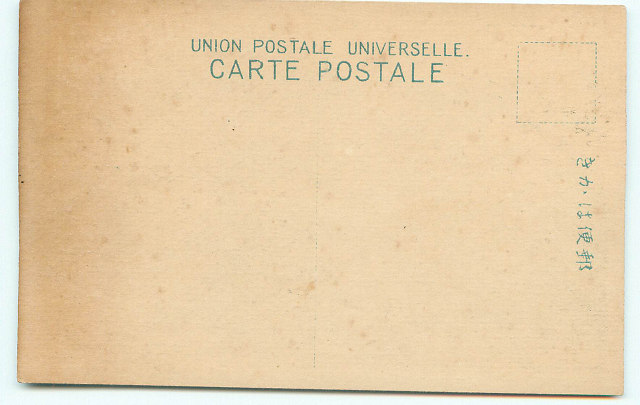 UNION POSTALE UNIVERSELLE.
CARTE POSTALE
郵便はかき